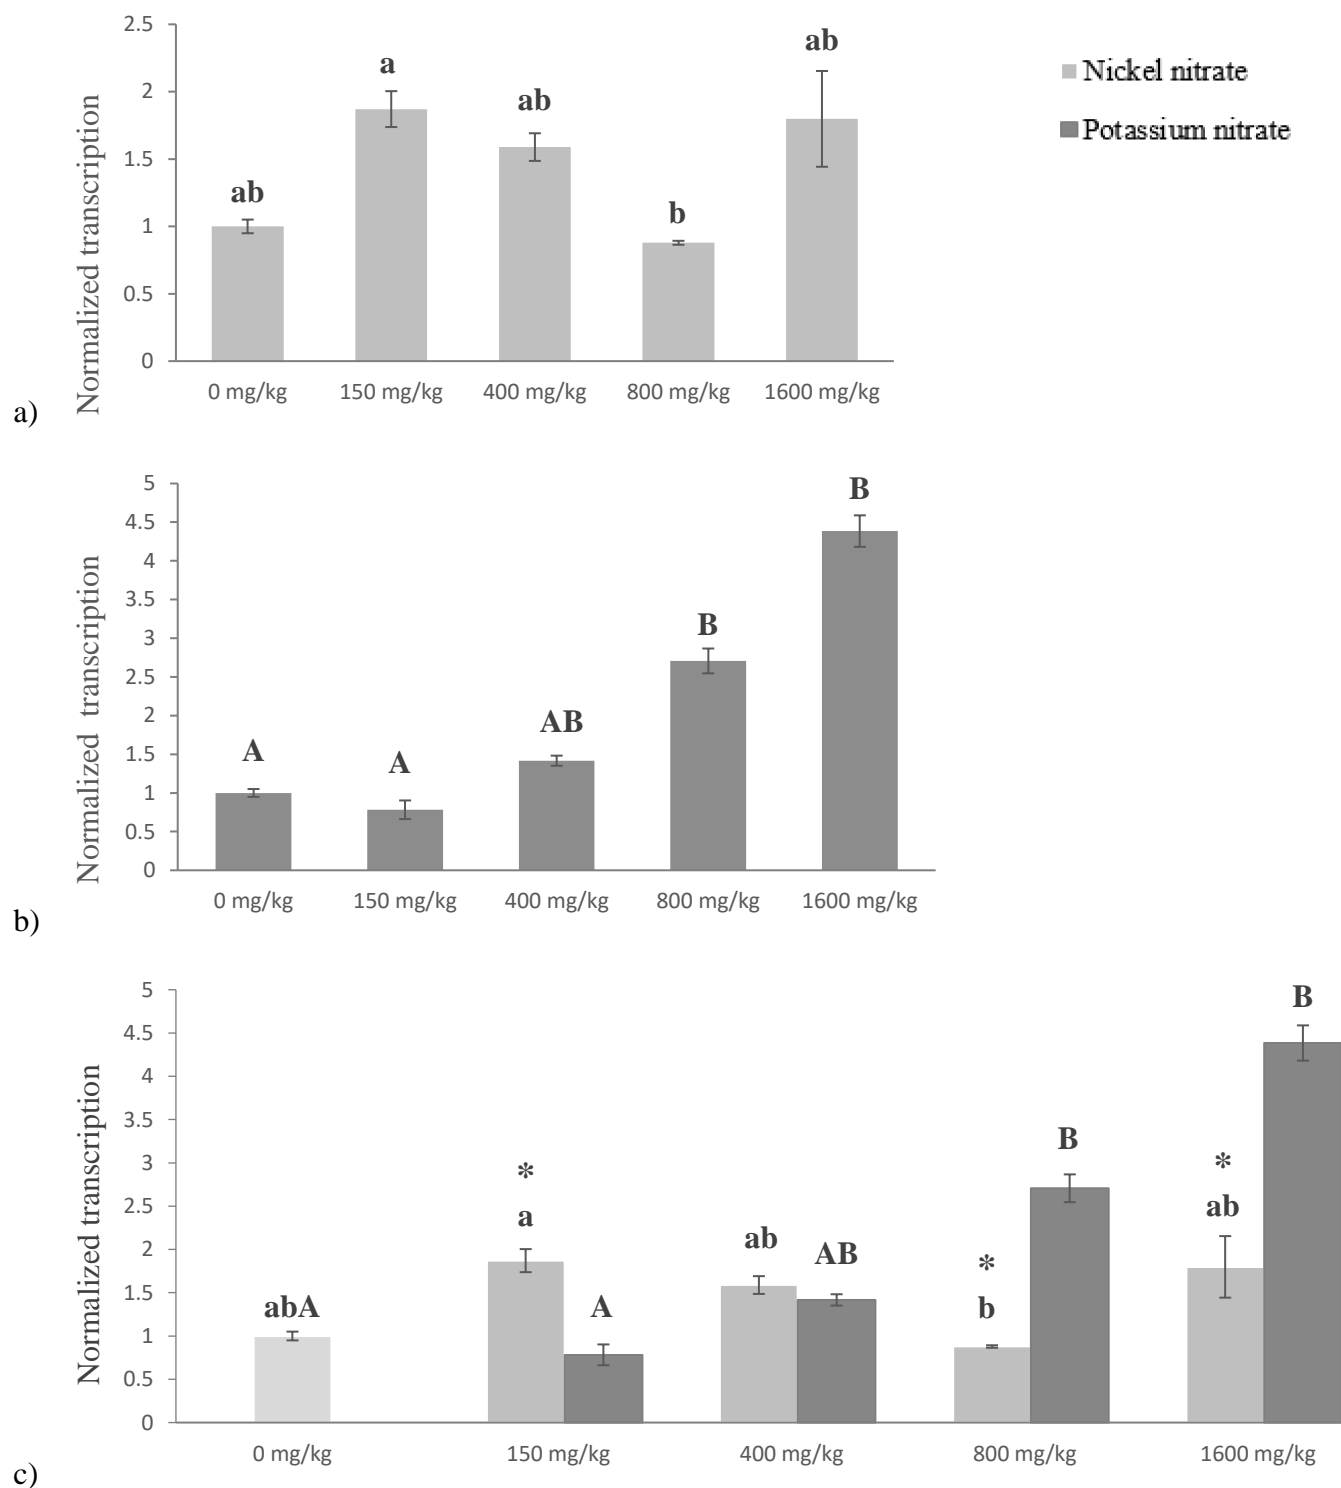 2.5
2
1.5
1
0.5
0
Normalized transcription
ab
a
ab
b
ab
0 mg/kg 150 mg/kg 400 mg/kg 800 mg/kg 1600 mg/kg
Nickel nitrate
Potassium nitrate
a)
5
4.5
4
3.5
3
2.5
2
1.5
1
0.5
0
Normalized transcription
A
A
AB
B
B
0 mg/kg 150 mg/kg 400 mg/kg 800 mg/kg 1600 mg/kg
b)
5
4.5
4
3.5
3
2.5
2
1.5
1
0.5
0
Normalized transcription
abA
*
a
A
ab
AB
*
b
B
*
ab
B
0 mg/kg 150 mg/kg 400 mg/kg 800 mg/kg 1600 mg/kg
c)